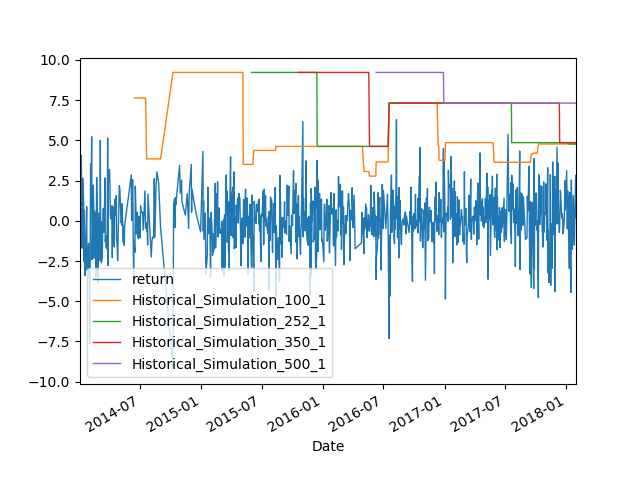 10.0
7.5
5.0
2.5
0.0
−2.5
−5.0
−7.5
−10.0
return
Historical_Simulation_100_1
Historical_Simulation_252_1
Historical_Simulation_350_1
Historical_Simulation_500_1
2014-07
2015-01
2015-07
2016-01
2016-07
2017-01
2017-07
2018-01
Date